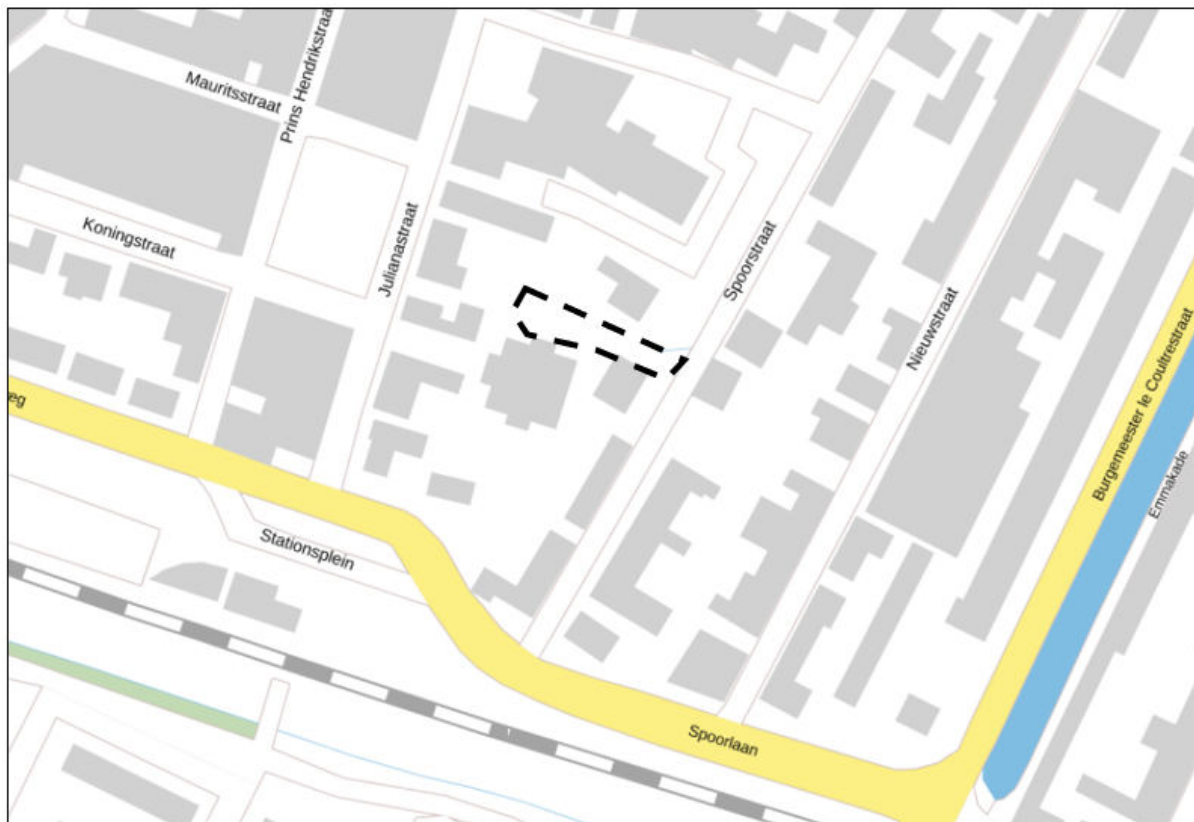 Prins Hendrikstraat
Mauritsstraat
Koningstraat
Julianastraat
Spoorstraat
Nieuwstraat
Burgemeester le Coultrestraat
Emmakade
eg
Stationsplein
Spoorlaan